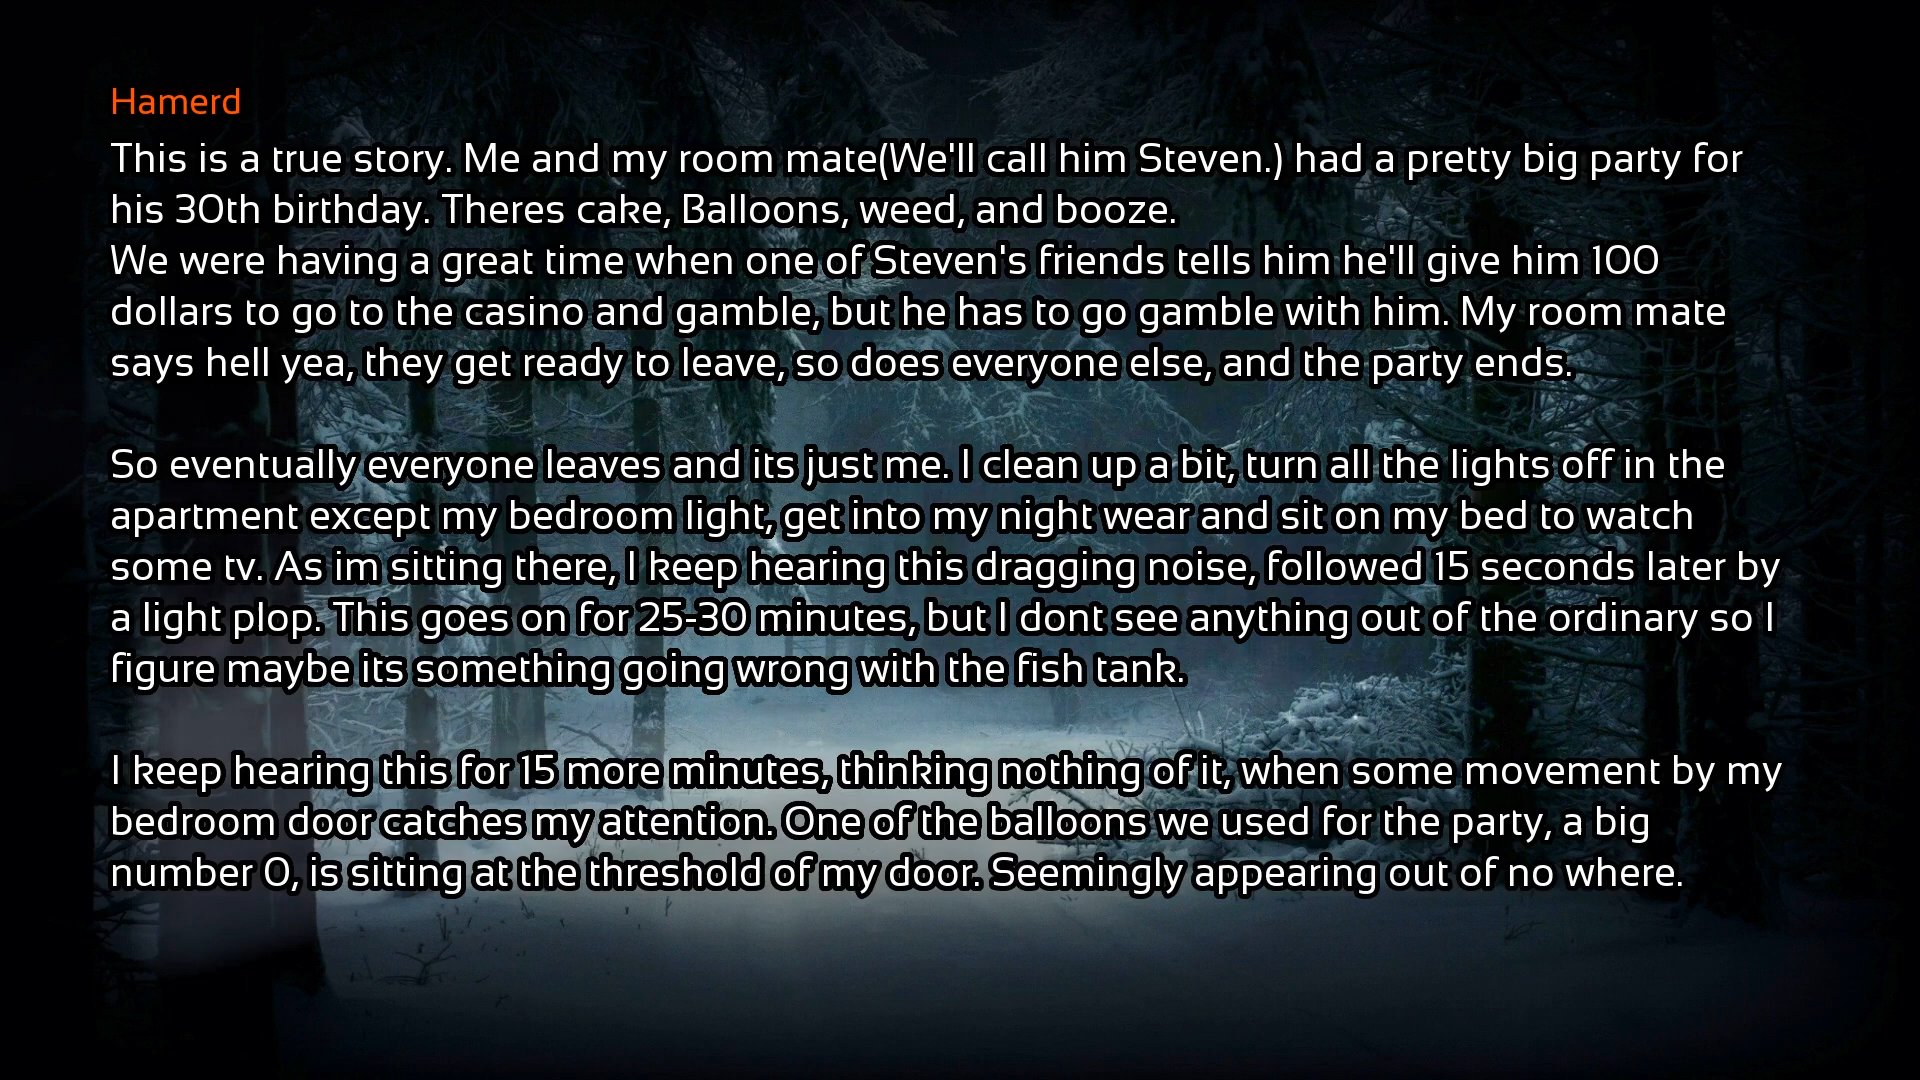 Hamerd
This is a true story. Me and my room mate(We'll call him Steven.) had a pretty big party for
his 30th birthday. Theres cake, Balloons, weed, and booze.
We were having a great time when one of Steven's friends tells him he'll give him 100
dollars to go to the casino and gamble, but he has to go gamble with him. My room mate
says hell yea, they get ready to leave, so does everyone else, and the party ends.
So eventually everyone leaves and its just me. I clean up a bit, turn all the lights off in the
apartment except my bedroom light, get into my night wear and sit on my bed to watch
some tv. As im sitting there, I keep hearing this dragging noise, followed 15 seconds later by
a light plop. This goes on for 25-30 minutes, but I dont see anything out of the ordinary so I
figure maybe its something going wrong with the fish tank.
I keep hearing this for 15 more minutes, thinking nothing of it, when some movement by my
bedroom door catches my attention. One of the balloons we used for the party, a big
number 0, is sitting at the threshold of my door. Seemingly appearing out of no where.